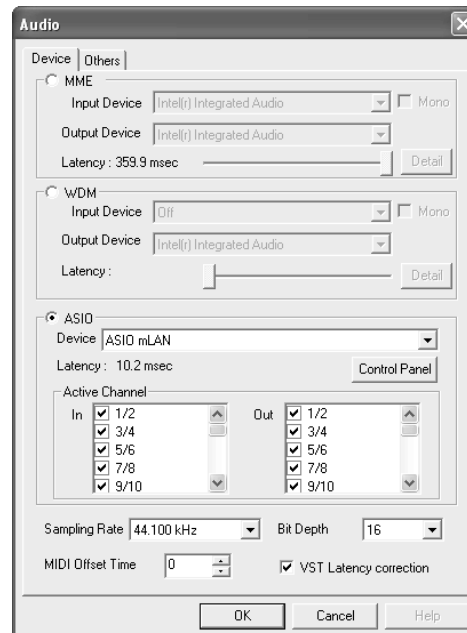 Audio
Device Others
MME
Input Device Intel(r) Integrated Audio Mono
Output Device Intel(r) Integrated Audio
Latency : 359.9 msec Detail
WDM
Input Device Off Mono
Output Device Intel(r) Integrated Audio
Latency : Detail
ASIO
Device ASIO mLAN
Latency : 10.2 msec Control Panel
Active Channel
In 1/2 Out 1/2
3/4 3/4
5/6 5/6
7/8 7/8
9/10 9/10
Sampling Rate 44.100 kHz Bit Depth 16
MIDI Offset Time 0 VST Latency correction
OK Cancel Help